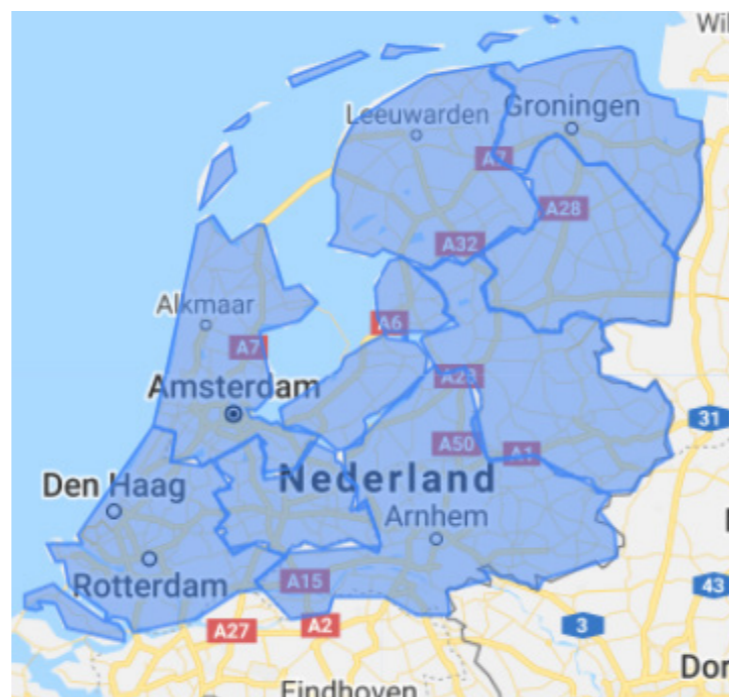 Wil
Leeuwarden
Groningen
A7
A28
A32
Alkmaar
A6
A7
Amsterdam
A28
31
A50
A1
Den Haag
Nederland
Arnhem
Rotterdam
A15
43
A27
A2
3
Dor
Eindhoven